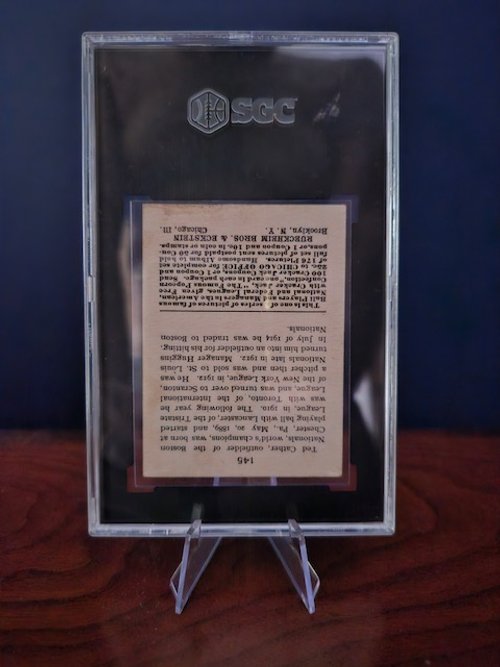 SGC
145
Ted Cather, outfielder of the Boston
Nationals, world's champions, was born at
Chester, Pa., May 20, 1889, and started
playing ball with Lancaster, of the Tristate
League, in 1910. The following year he
was with Toronto, of the International
League, and was turned over to Scranton,
of the New York League, in 1912. He was
a pitcher then and was sold to St. Louis
Nationals late in 1912. Manager Huggins
turned him into an outfielder for his hitting.
In July of 1914 he was traded to Boston
Nationals.
This is one of a series of pictures of famous
Ball Players and Managers in the American,
National and Federal Leagues, given Free
with Cracker Jack, "The Famous Popcorn
Confection," one card in each package. Send
100 Cracker Jack Coupons, or 1 Coupon and
25c. to CHICAGO OFFICE for complete set
of 176 Pictures. Handsome Album to hold
full set of pictures sent postpaid for 50 Cou-
pons, or 1 Coupon and 10c. in coin or stamps.
RUECKHEIM BROS. & ECKSTEIN
Brooklyn, N. Y. Chicago, Ill.